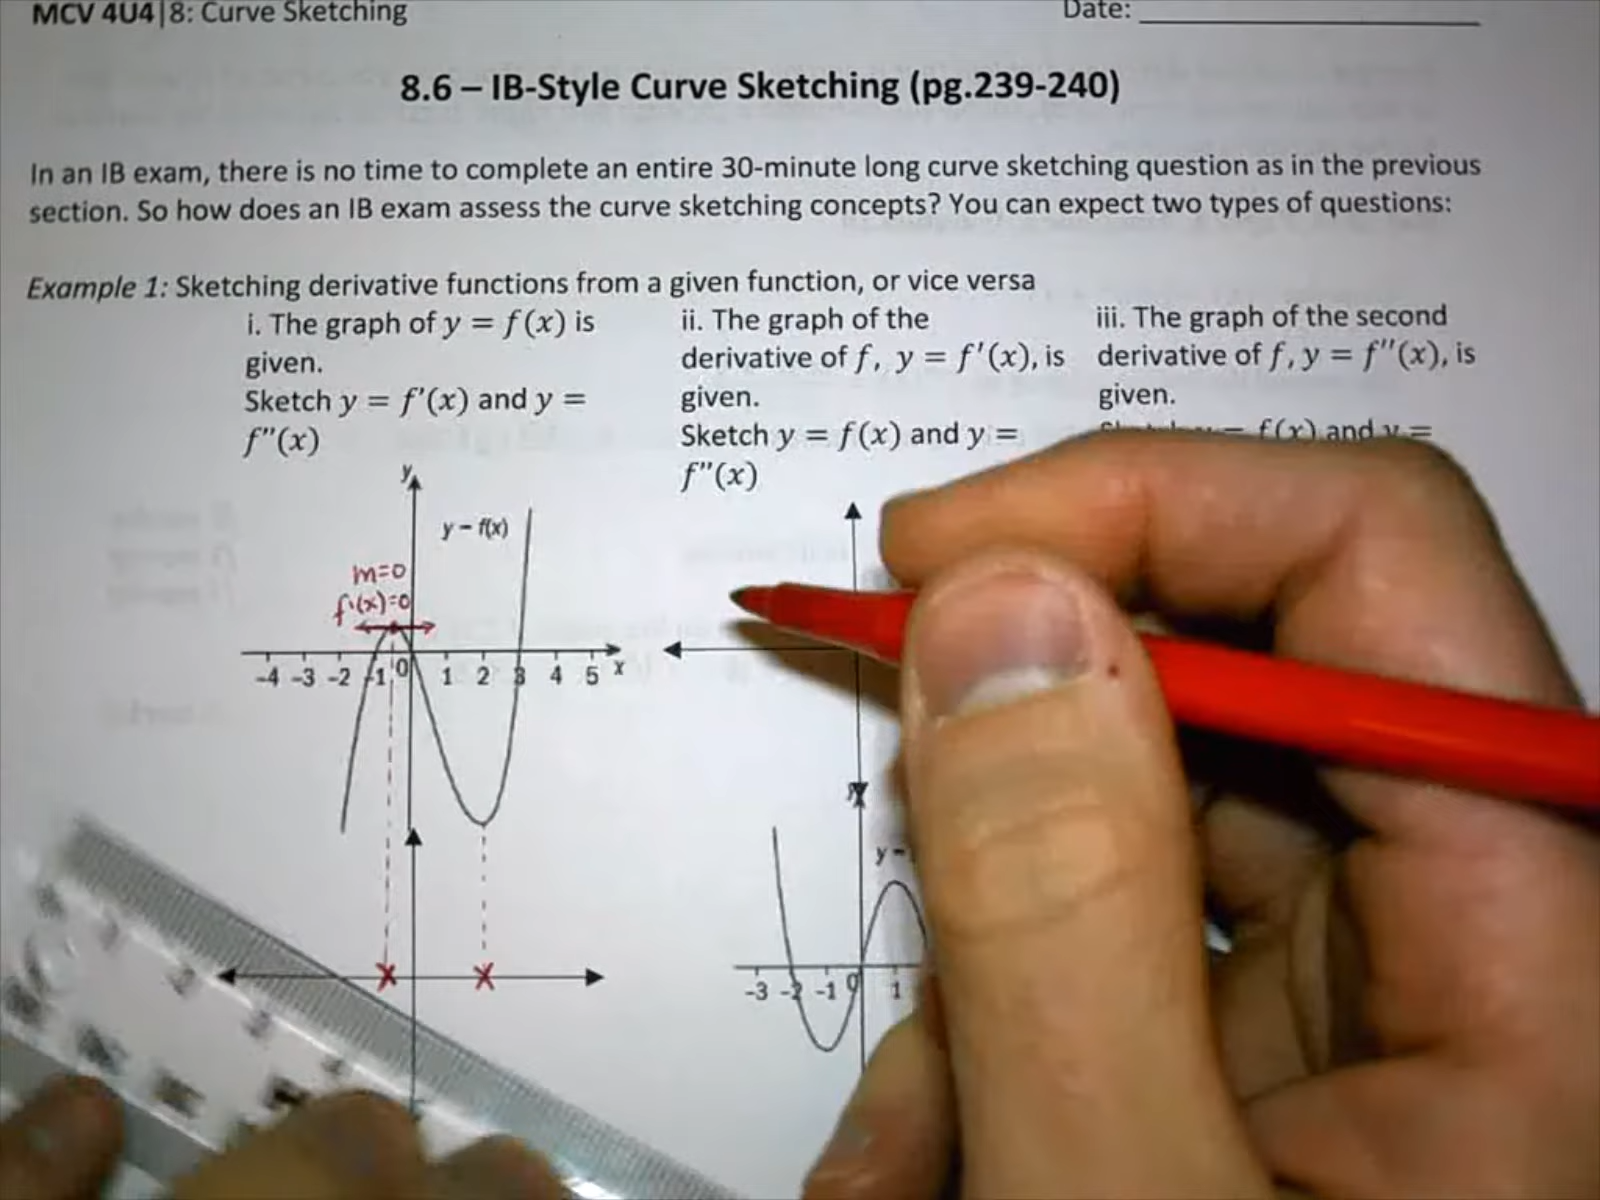 MCV 4U4|8: Curve Sketching
Date:
8.6 – IB-Style Curve Sketching (pg.239-240)
In an IB exam, there is no time to complete an entire 30-minute long curve sketching question as in the previous
section. So how does an IB exam assess the curve sketching concepts? You can expect two types of questions:
Example 1: Sketching derivative functions from a given function, or vice versa
i. The graph of y = f(x) is
given.
Sketch y = f'(x) and y =
f"(x)
ii. The graph of the
derivative of f, y = f'(x), is
given.
Sketch y = f(x) and y =
f"(x)
iii. The graph of the second
derivative of f, y = f"(x), is
given.
f(x) and y =
y
y – f(x)
m=0
f'(x)=0
-4 -3 -2 -1 0 1 2 3 4 5 x
y –
-3 -2 -1 0 1